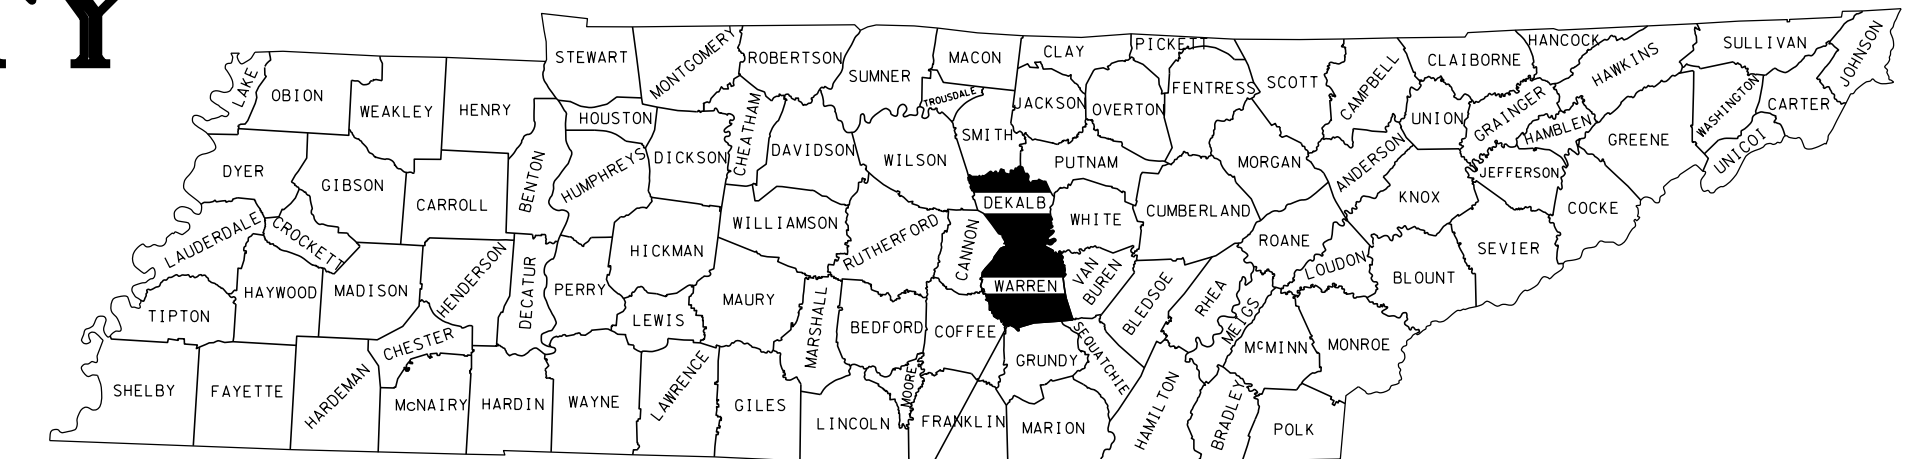 TY
STEWART
MONTGOMERY
ROBERTSON
SUMNER
MACON
CLAY
PICKETT
FENTRESS
SCOTT
CAMPBELL
CLAIBORNE
HANCOCK
HAWKINS
SULLIVAN
JOHNSON
LAKE
OBION
WEAKLEY
HENRY
HOUSTON
CHEATHAM
TROUSDALE
JACKSON
OVERTON
UNION
GRAINGER
HAMBLEN
WASHINGTON
CARTER
DYER
GIBSON
CARROLL
BENTON
HUMPHREYS
DICKSON
DAVIDSON
WILSON
SMITH
PUTNAM
MORGAN
ANDERSON
KNOX
JEFFERSON
GREENE
UNICOI
LAUDERDALE
CROCKETT
HICKMAN
WILLIAMSON
RUTHERFORD
CANNON
DEKALB
WHITE
CUMBERLAND
ROANE
LOUDON
BLOUNT
SEVIER
COCKE
TIPTON
HAYWOOD
MADISON
HENDERSON
DECATUR
PERRY
LEWIS
MAURY
MARSHALL
BEDFORD
COFFEE
WARREN
VAN
BUREN
BLEDSOE
RHEA
MEIGS
McMINN
MONROE
SHELBY
FAYETTE
HARDEMAN
CHESTER
McNAIRY
HARDIN
WAYNE
LAWRENCE
GILES
LINCOLN
MOORE
FRANKLIN
GRUNDY
SEQUATCHIE
MARION
HAMILTON
BRADLEY
POLK